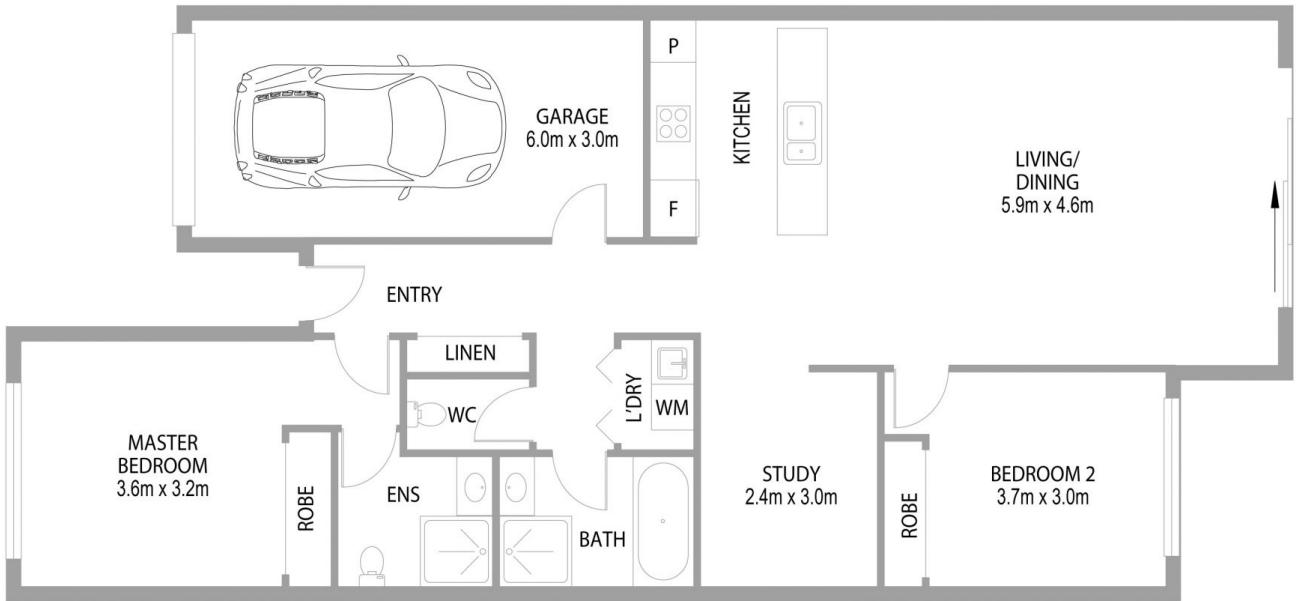 P
GARAGE
6.0m x 3.0m
KITCHEN
LIVING/
DINING
5.9m x 4.6m
F
ENTRY
LINEN
WC
L'DRY
WM
MASTER
BEDROOM
3.6m x 3.2m
ROBE
ENS
BATH
STUDY
2.4m x 3.0m
ROBE
BEDROOM 2
3.7m x 3.0m